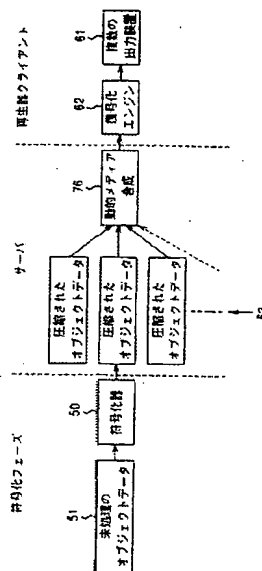 符号化フェーズ
51
未処理の
オブジェクトデータ
50
符号化器
サーバ
圧縮された
オブジェクトデータ
圧縮された
オブジェクトデータ
圧縮された
オブジェクトデータ
52
76
動的メディア
合成
再生器クライアント
62
復号化
エンジン
61
複数の
出力装置